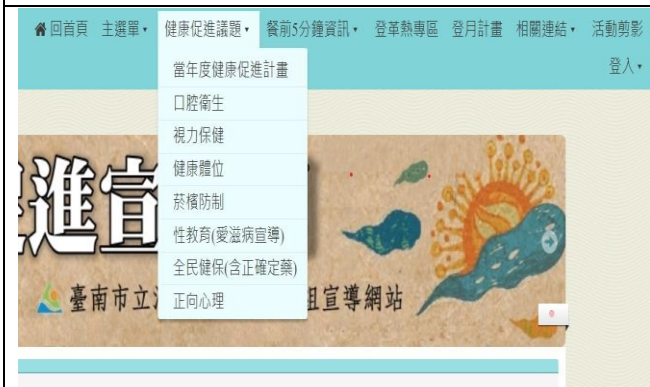 回首頁 主選單 健康促進議題 餐前5分鐘資訊 登革熱專區 登月計畫 相關連結 活動剪影
登入
當年度健康促進計畫
口腔衛生
視力保健
健康體位
菸檳防制
性教育(愛滋病宣導)
全民健保(含正確定藥)
正向心理
進宣
臺南市立
組宣導網站